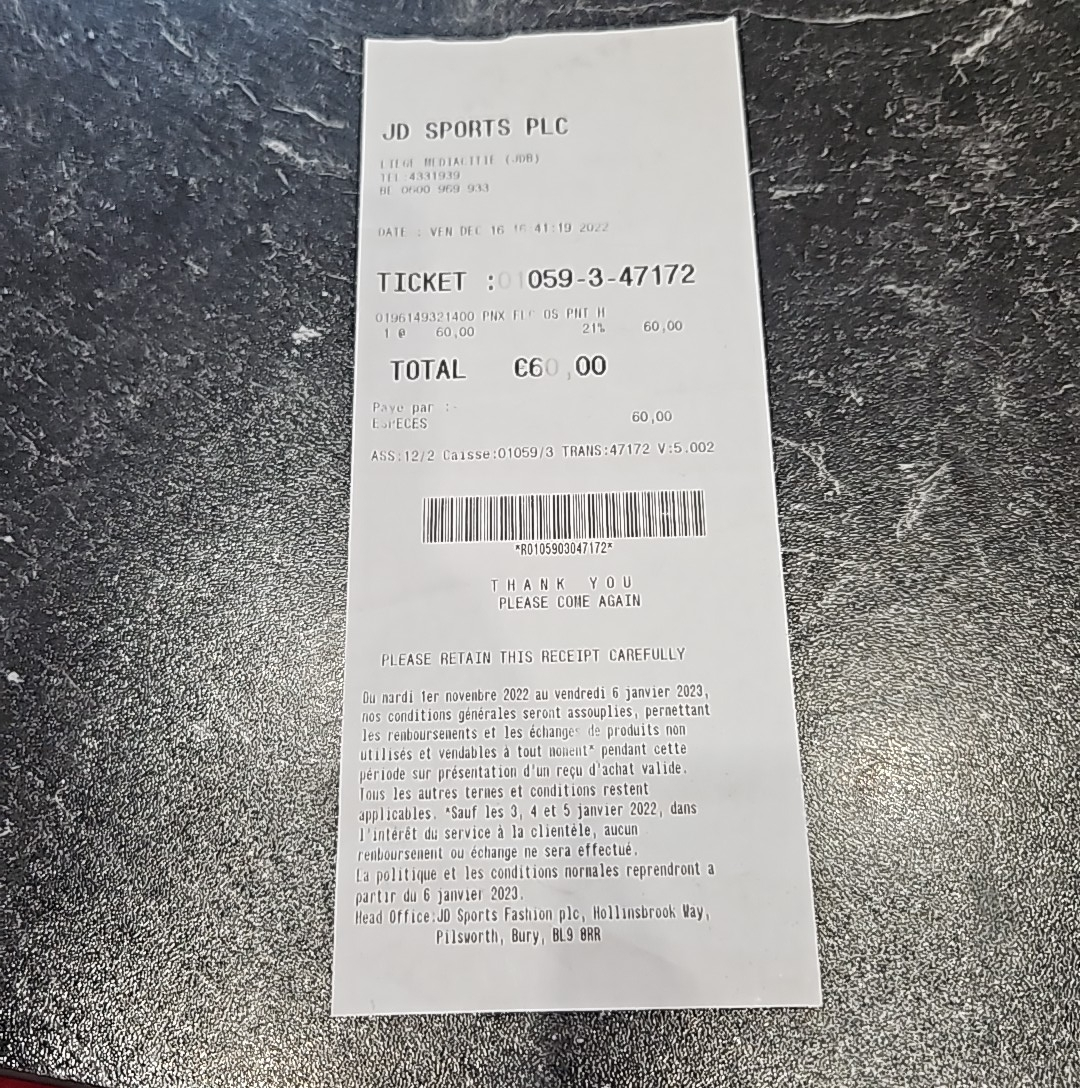 JD SPORTS PLC
LIEGE MEDIACITIE (JDB)
TEL 4331939
BE 0600 969 933
DATE : VEN DEC 16 16 41:19 2022
TICKET :01059-3-47172
0196149321400 PNX FLC OS PNT H
1 @ 60,00 21% 60,00
TOTAL €60,00
Paye par :-
ESPECES 60,00
ASS:12/2 Caisse:01059/3 TRANS:47172 V:5.002
*R0105903047172*
THANK YOU
PLEASE COME AGAIN
PLEASE RETAIN THIS RECEIPT CAREFULLY
Du mardi 1er novembre 2022 au vendredi 6 janvier 2023,
nos conditions générales seront assouplies, permettant
les remboursements et les échanges de produits non
utilisés et vendables à tout moment* pendant cette
période sur présentation d'un reçu d'achat valide.
Tous les autres termes et conditions restent
applicables. *Sauf les 3, 4 et 5 janvier 2022, dans
l'intérêt du service à la clientèle, aucun
remboursement ou échange ne sera effectué.
La politique et les conditions normales reprendront a
partir du 6 janvier 2023.
Head Office:JD Sports Fashion plc, Hollinsbrook Way,
Pilsworth, Bury, BL9 8RR